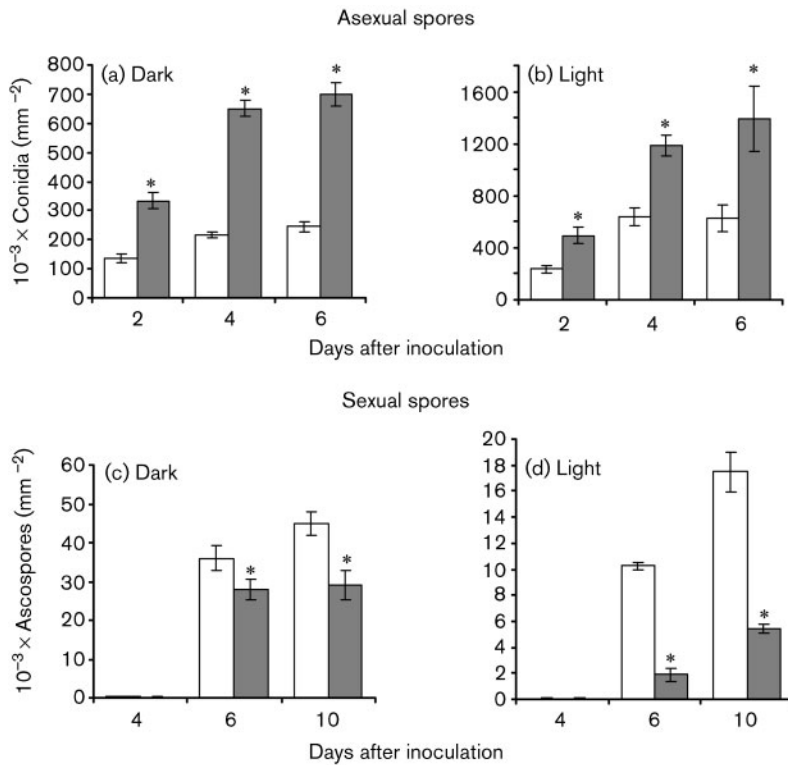 Asexual spores
(a) Dark
10⁻³ × Conidia (mm⁻²)
800
700
600
500
400
300
200
100
0
*
*
*
2 4 6
(b) Light
1600
1200
800
400
0
*
*
*
2 4 6
Days after inoculation
Sexual spores
(c) Dark
10⁻³ × Ascospores (mm⁻²)
60
50
40
30
20
10
0
*
*
4 6 10
(d) Light
20
18
16
14
12
10
8
6
4
2
0
*
*
4 6 10
Days after inoculation
Days after inoculation